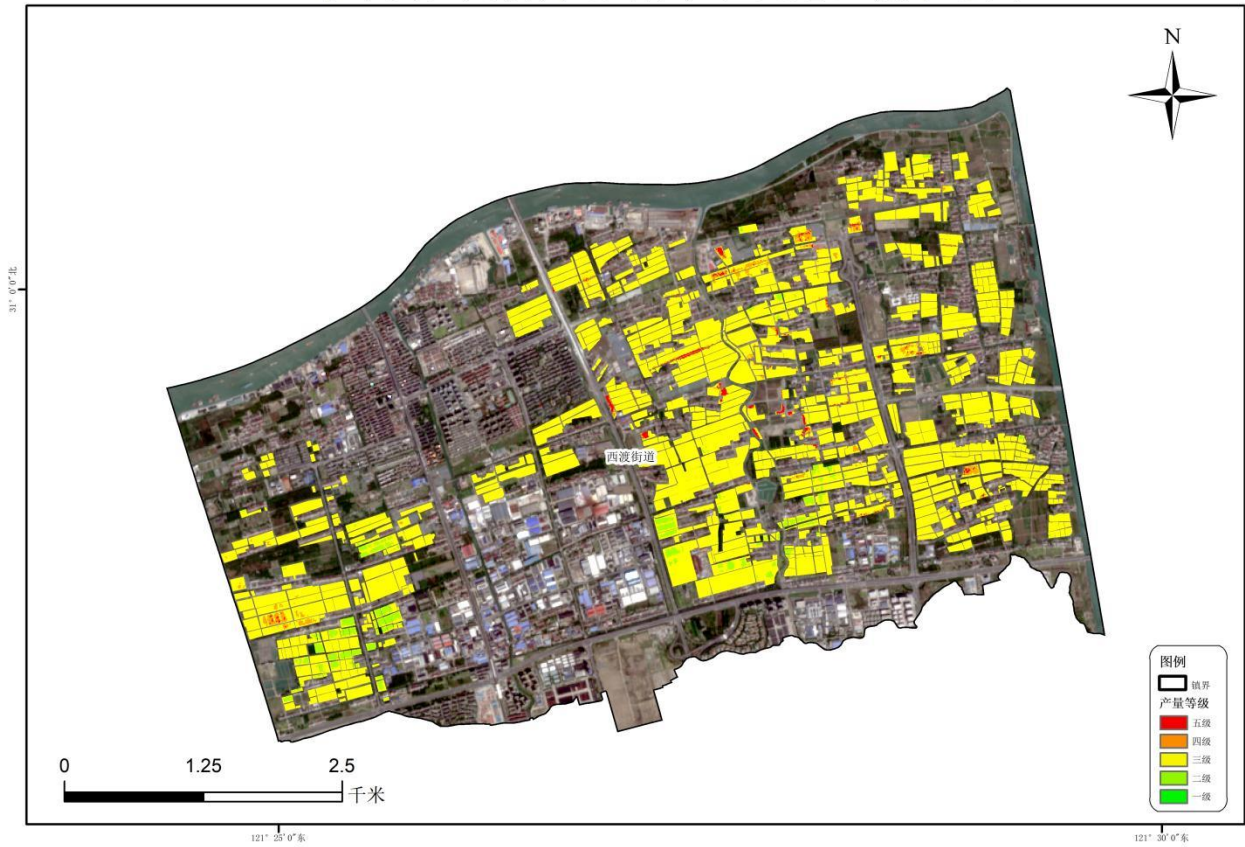 N
31° 0'0"北
西渡街道
图例
镇界
产量等级
五级
四级
三级
二级
一级
0 1.25 2.5
千米
121° 25'0"东
121° 30'0"东